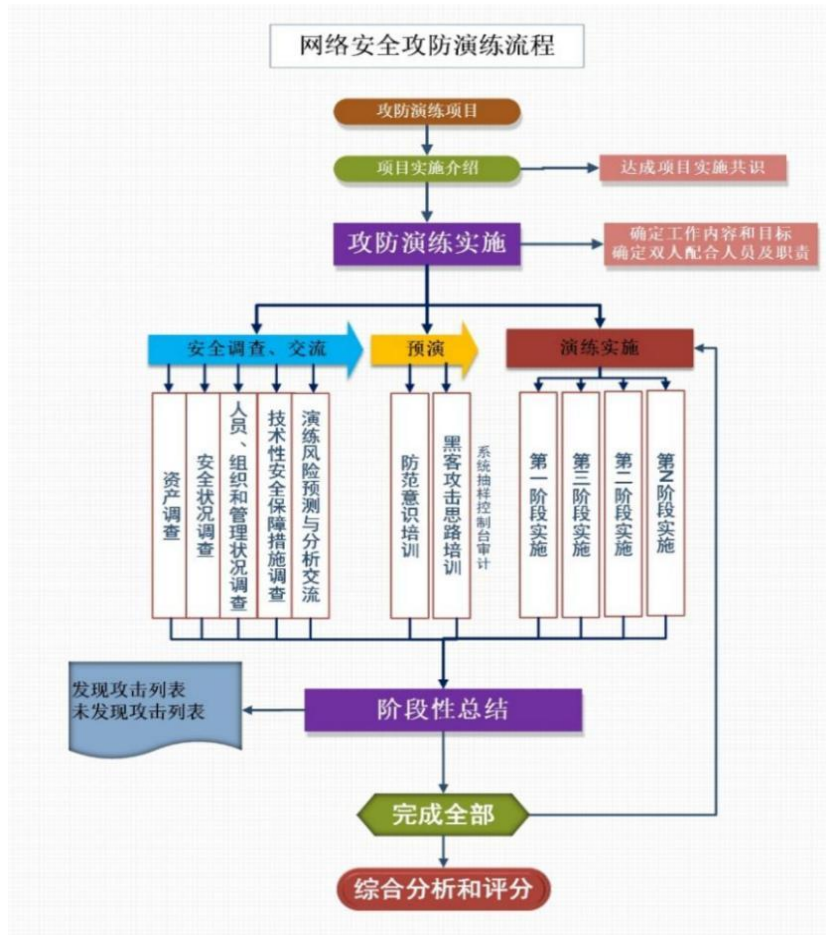 网络安全攻防演练流程
攻防演练项目
项目实施介绍
达成项目实施共识
攻防演练实施
确定工作内容和目标
确定双人配合人员及职责
安全调查、交流
预演
演练实施
资产调查
安全状况调查
人员、组织和管理状况调查
技术性安全保障措施调查
演练风险预测与分析交流
防范意识培训
黑客攻击思路培训
系统抽样控制台审计
第一阶段实施
第三阶段实施
第二阶段实施
第N阶段实施
发现攻击列表
未发现攻击列表
阶段性总结
完成全部
综合分析和评分